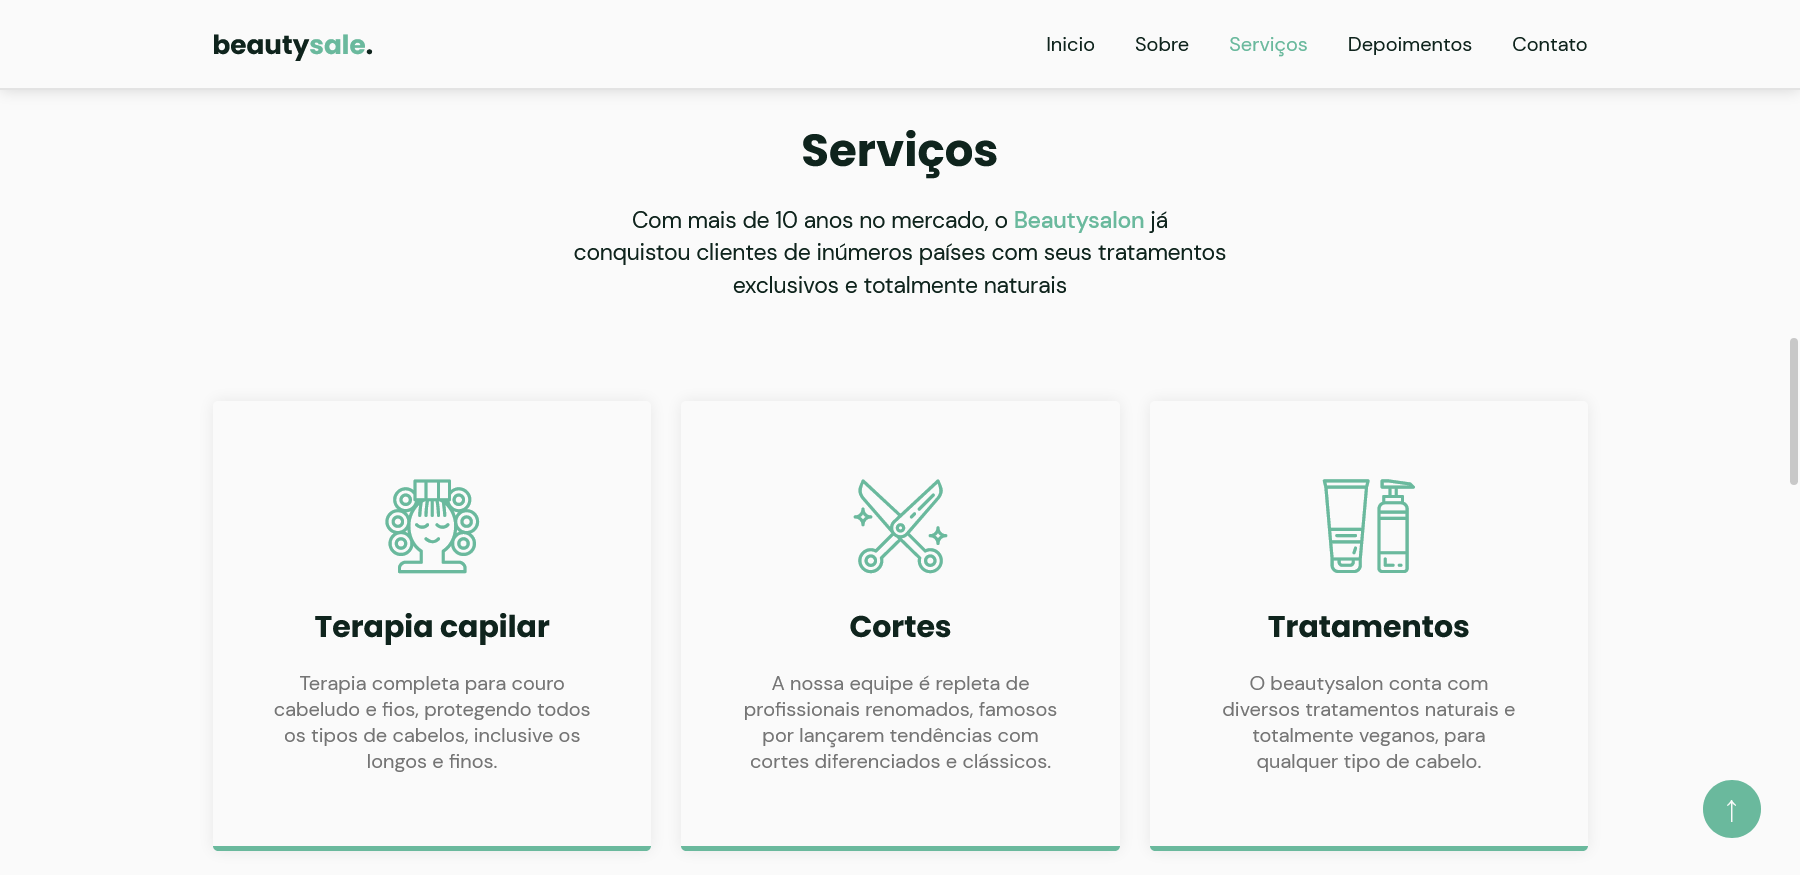 beautysale.
Inicio Sobre Serviços Depoimentos Contato
Serviços
Com mais de 10 anos no mercado, o Beautysalon já
conquistou clientes de inúmeros países com seus tratamentos
exclusivos e totalmente naturais
Terapia capilar
Terapia completa para couro
cabeludo e fios, protegendo todos
os tipos de cabelos, inclusive os
longos e finos.
Cortes
A nossa equipe é repleta de
profissionais renomados, famosos
por lançarem tendências com
cortes diferenciados e clássicos.
Tratamentos
O beautysalon conta com
diversos tratamentos naturais e
totalmente veganos, para
qualquer tipo de cabelo.